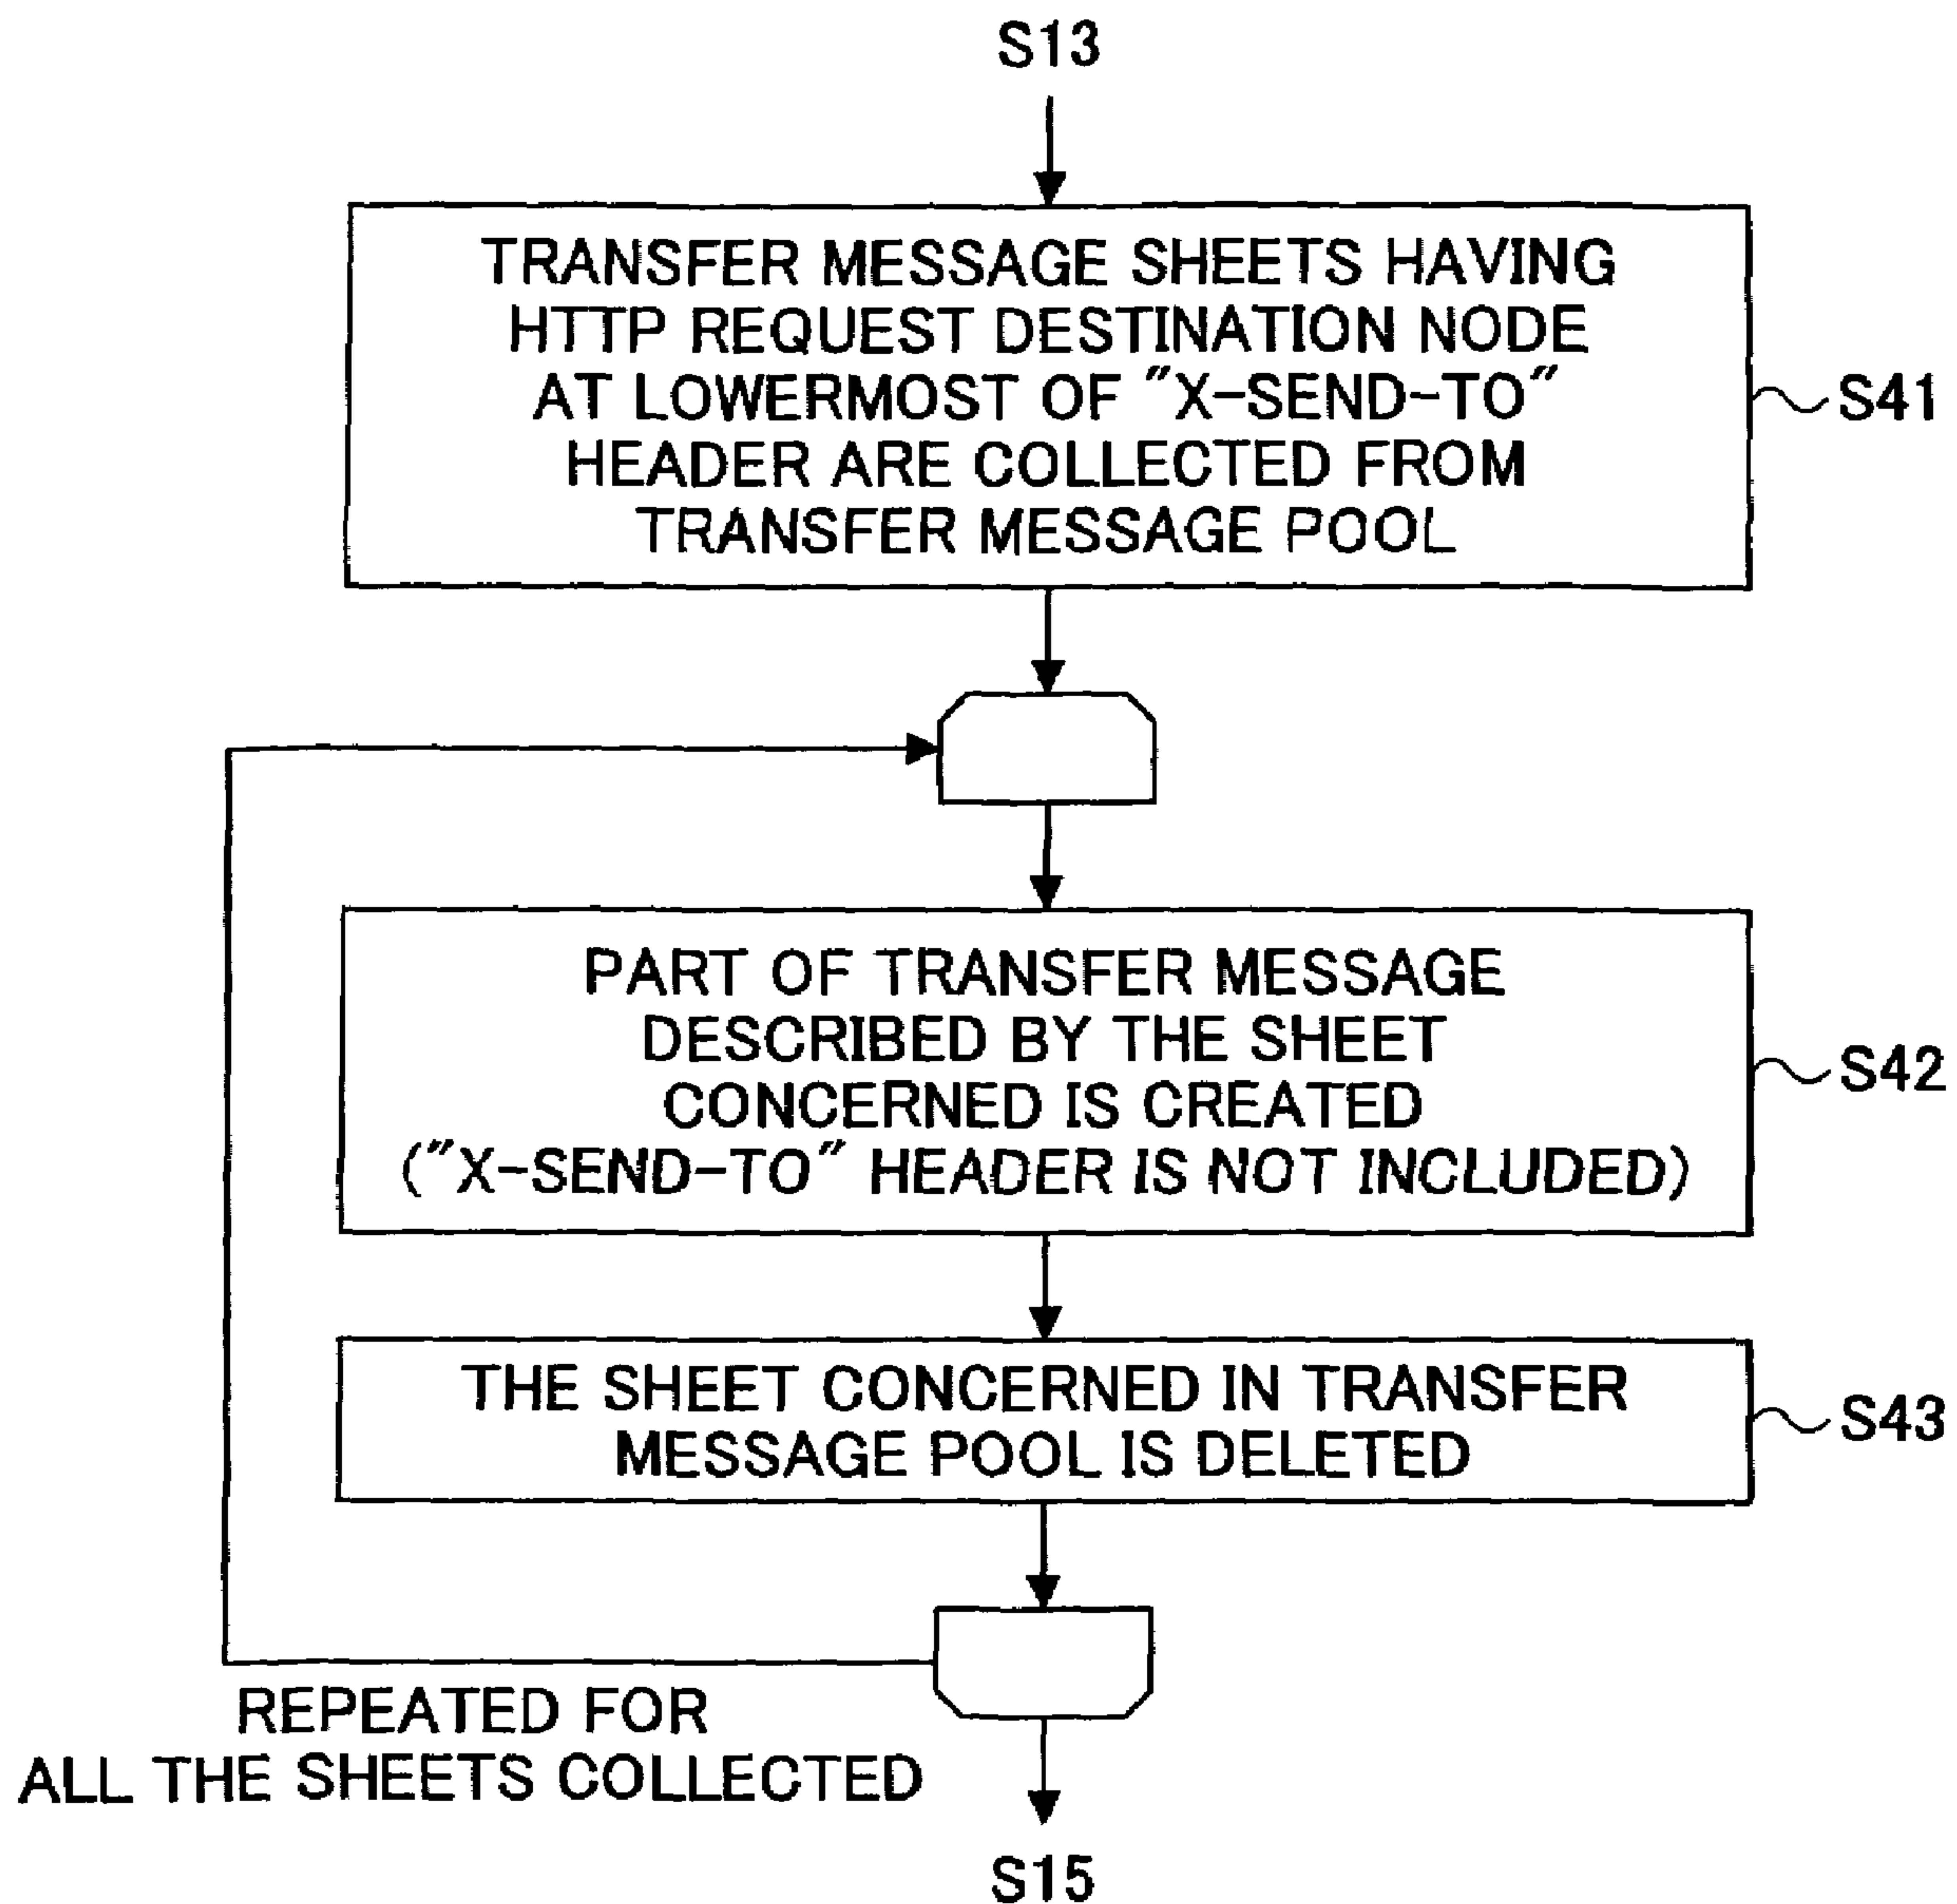 S13
TRANSFER MESSAGE SHEETS HAVING
HTTP REQUEST DESTINATION NODE
AT LOWERMOST OF "X-SEND-TO"
HEADER ARE COLLECTED FROM
TRANSFER MESSAGE POOL
S41
PART OF TRANSFER MESSAGE
DESCRIBED BY THE SHEET
CONCERNED IS CREATED
("X-SEND-TO" HEADER IS NOT INCLUDED)
S42
THE SHEET CONCERNED IN TRANSFER
MESSAGE POOL IS DELETED
S43
REPEATED FOR
ALL THE SHEETS COLLECTED
S15